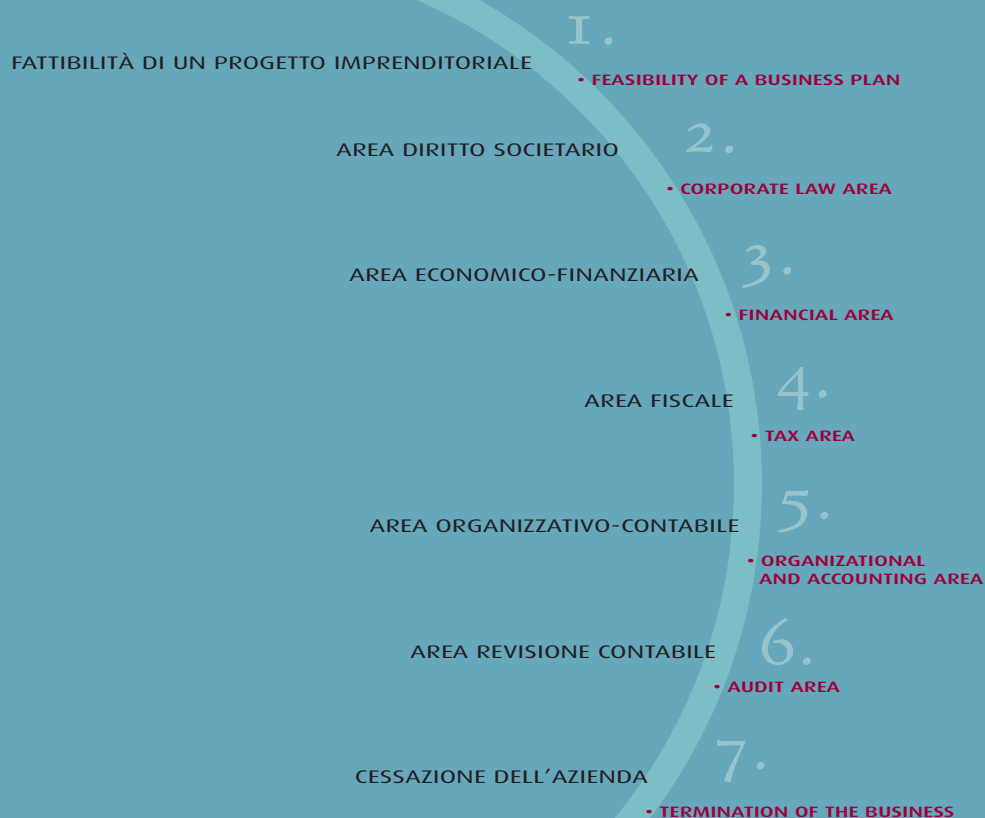 1.
FATTIBILITÀ DI UN PROGETTO IMPRENDITORIALE
• FEASIBILITY OF A BUSINESS PLAN
2.
AREA DIRITTO SOCIETARIO
• CORPORATE LAW AREA
3.
AREA ECONOMICO-FINANZIARIA
• FINANCIAL AREA
4.
AREA FISCALE
• TAX AREA
5.
AREA ORGANIZZATIVO-CONTABILE
• ORGANIZATIONAL
AND ACCOUNTING AREA
6.
AREA REVISIONE CONTABILE
• AUDIT AREA
7.
CESSAZIONE DELL'AZIENDA
• TERMINATION OF THE BUSINESS